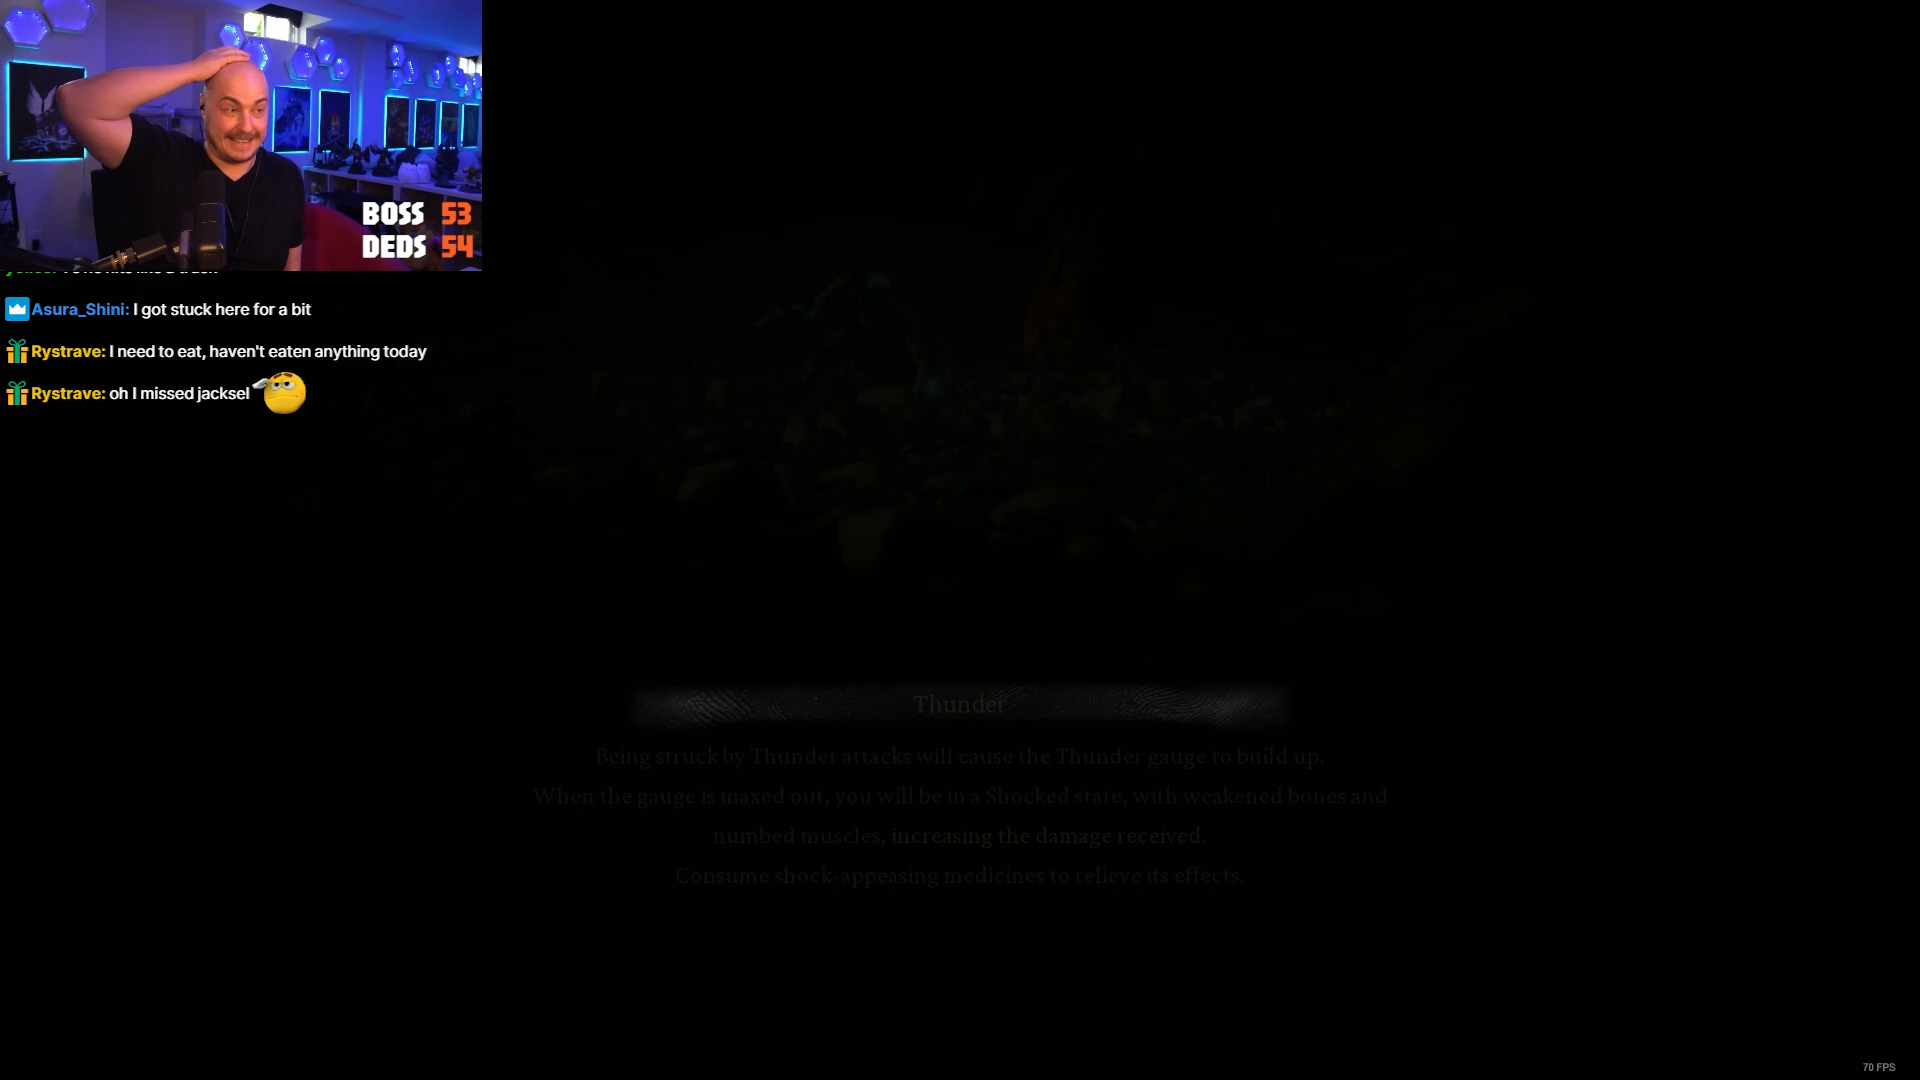 BOSS 53
DEDS 54
Asura_Shini: I got stuck here for a bit
Rystrave: I need to eat, haven't eaten anything today
Rystrave: oh I missed jacksel
Thunder
Being struck by Thunder attacks will cause the Thunder gauge to build up.
When the gauge is maxed out, you will be in a Shocked state, with weakened bones and
numbed muscles, increasing the damage received.
Consume shock-appeasing medicines to relieve its effects.
70 FPS